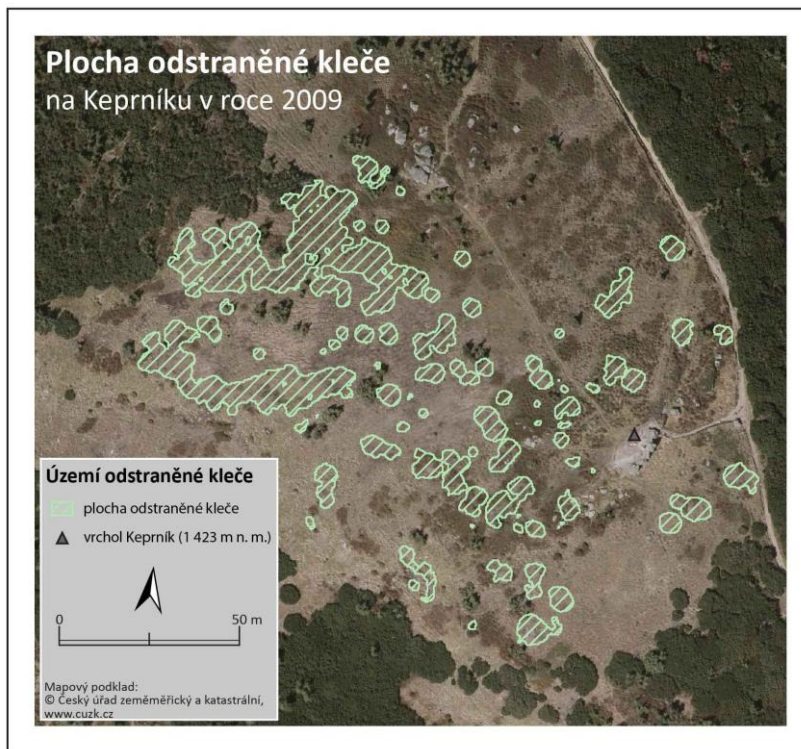 Plocha odstraněné kleče
na Keprníku v roce 2009
Území odstraněné kleče
plocha odstraněné kleče
vrchol Keprník (1 423 m n. m.)
0 50 m
Mapový podklad:
© Český úřad zeměměřický a katastrální,
www.cuzk.cz